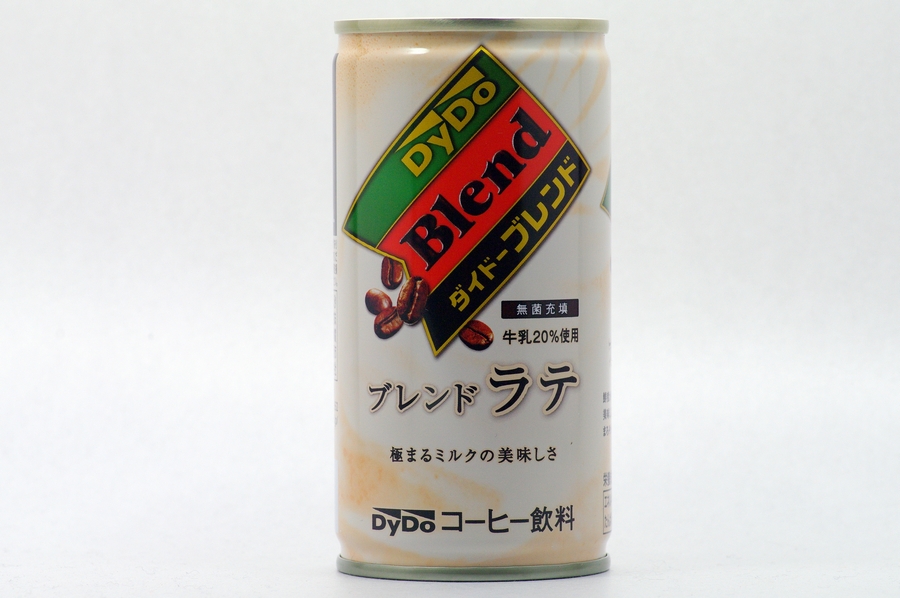 DyDo
Blend
ダイドーブレンド
無菌充填
牛乳20%使用
ブレンドラテ
極まるミルクの美味しさ
DyDoコーヒー飲料